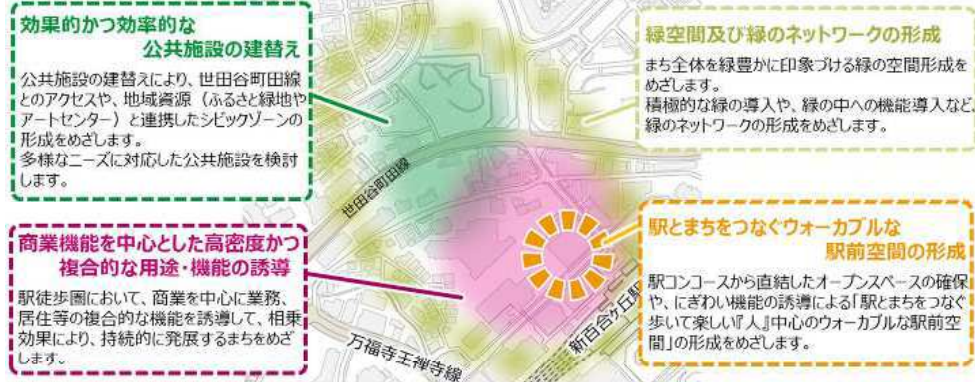 効果的かつ効率的な
公共施設の建替え
公共施設の建替えにより、世田谷町田線
とのアクセスや、地域資源（ふるさと緑地や
アートセンター）と連携したシビックゾーンの
形成をめざします。
多様なニーズに対応した公共施設を検討
します。
緑空間及び緑のネットワークの形成
まち全体を緑豊かに印象づける緑の空間形成を
めざします。
積極的な緑の導入や、緑の中への機能導入など、
緑のネットワークの形成をめざします。
世田谷町田線
商業機能を中心とした高密度かつ
複合的な用途・機能の誘導
駅徒歩圏において、商業を中心に業務、
居住等の複合的な機能を誘導して、相乗
効果により、持続的に発展するまちをめざ
します。
駅とまちをつなぐウォーカブルな
駅前空間の形成
駅コンコースから直結したオープンスペースの確保
や、にぎわい機能の誘導による「駅とまちをつなぐ
歩いて楽しい『人』中心のウォーカブルな駅前空
間」の形成をめざします。
新百合ヶ丘駅
万福寺王禅寺線